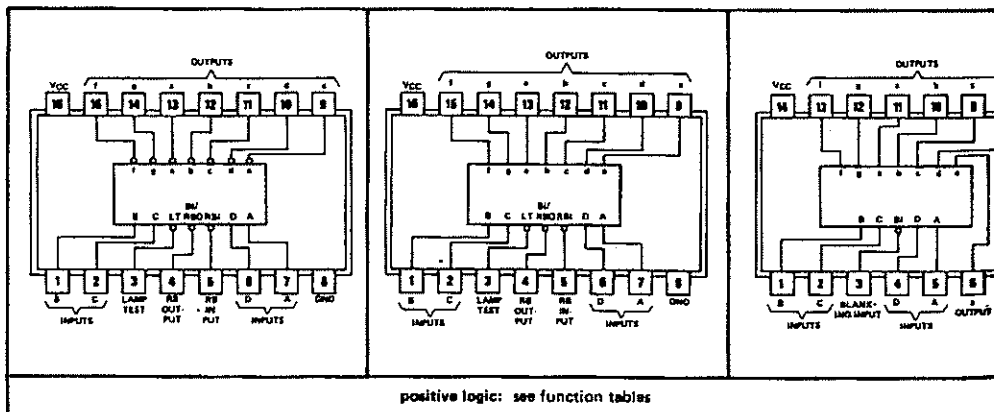 OUTPUTS
VCC f g a b c d e
16 15 14 13 12 11 10 9
f g a b c d e
BI/
B C LT RBO RBI D A
1 2 3 4 5 6 7 8
B C LAMP TEST RB OUT-PUT RB IN-PUT D A GND
INPUTS INPUTS
OUTPUTS
VCC f g a b c d e
16 15 14 13 12 11 10 9
f g a b c d e
BI/
B C LT RBO RBI D A
1 2 3 4 5 6 7 8
B C LAMP TEST RB OUT-PUT RB IN-PUT D A GND
INPUTS INPUTS
OUTPUTS
VCC f g a b c
14 13 12 11 10 9
f g a b c d e
B C BI D A
1 2 3 4 5 6
B C BLANK-ING INPUT D A e
INPUTS INPUTS OUTPUT
positive logic: see function tables